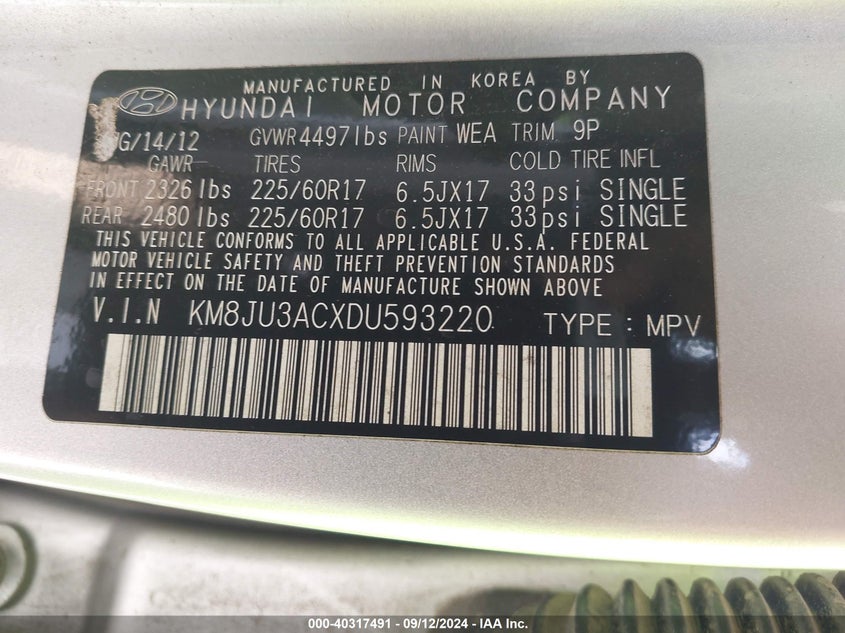 MANUFACTURED IN KOREA BY
HYUNDAI MOTOR COMPANY
G/14/12 GVWR 4497lbs PAINT WEA TRIM 9P
GAWR TIRES RIMS COLD TIRE INFL
FRONT 2326 lbs 225/60R17 6.5JX17 33psi SINGLE
REAR 2480 lbs 225/60R17 6.5JX17 33psi SINGLE
THIS VEHICLE CONFORMS TO ALL APPLICABLE U.S.A. FEDERAL
MOTOR VEHICLE SAFETY AND THEFT PREVENTION STANDARDS
IN EFFECT ON THE DATE OF MANUFACTURE SHOWN ABOVE.
V.I.N KM8JU3ACXDU593220 TYPE : MPV
000-40317491 - 09/12/2024 - IAA Inc.